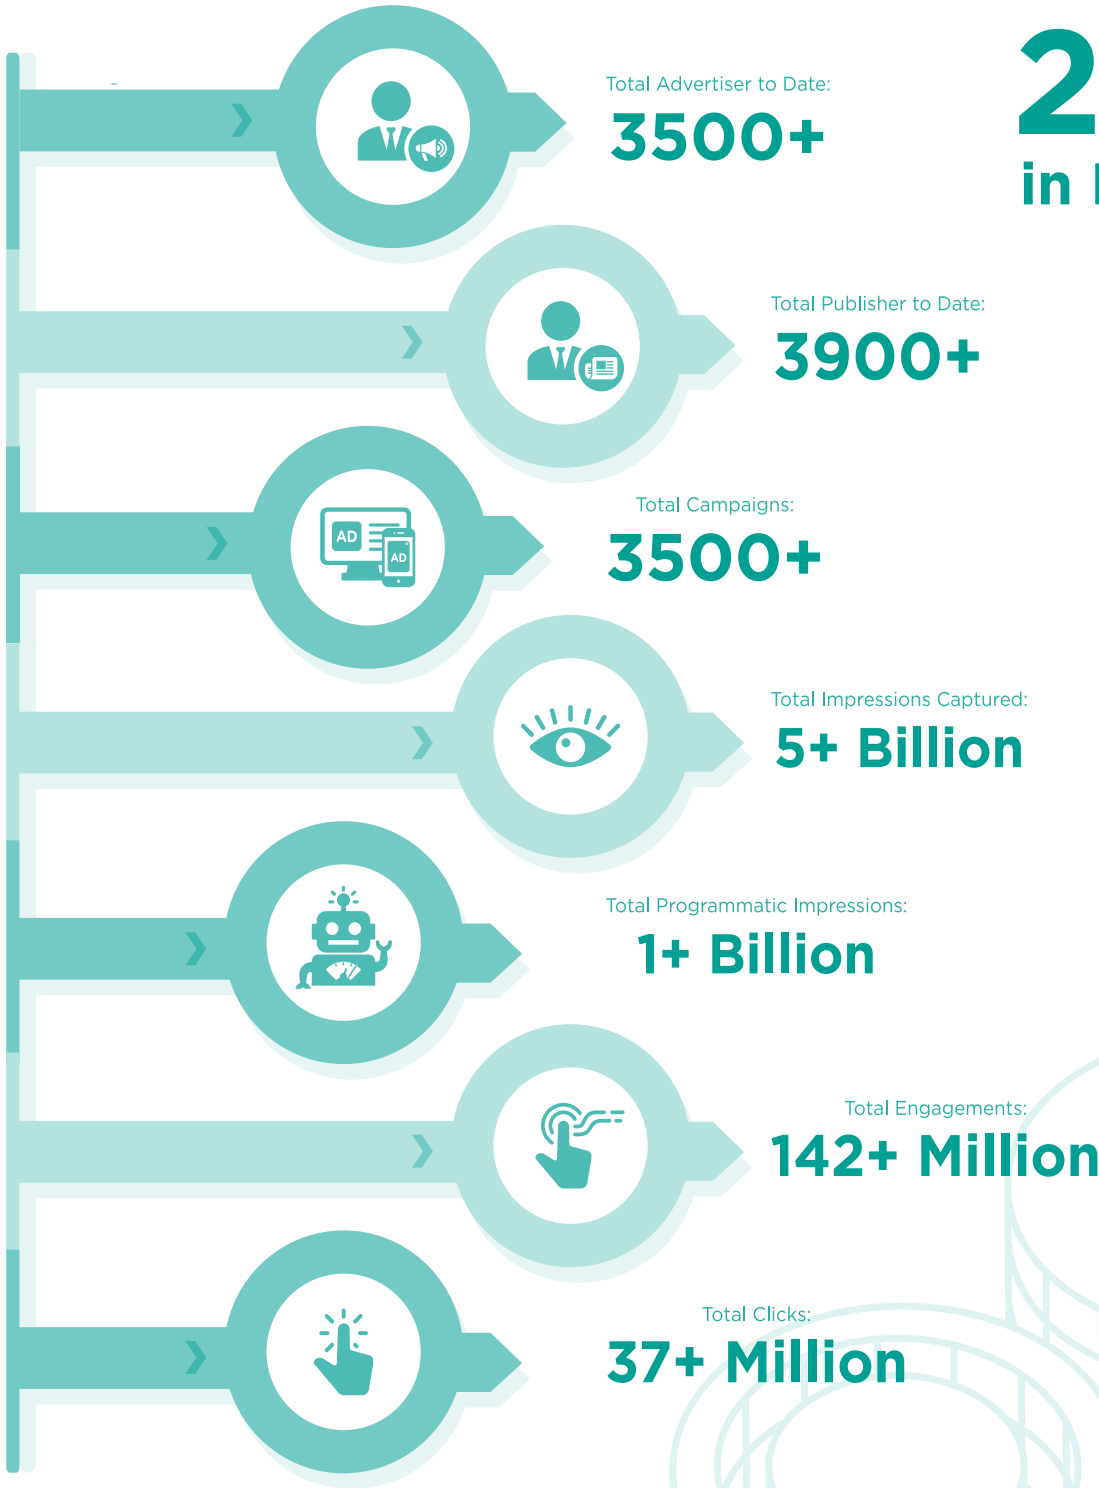 Total Advertiser to Date:
3500+
2
in
Total Publisher to Date:
3900+
Total Campaigns:
3500+
AD
AD
Total Impressions Captured:
5+ Billion
Total Programmatic Impressions:
1+ Billion
Total Engagements:
142+ Million
Total Clicks:
37+ Million